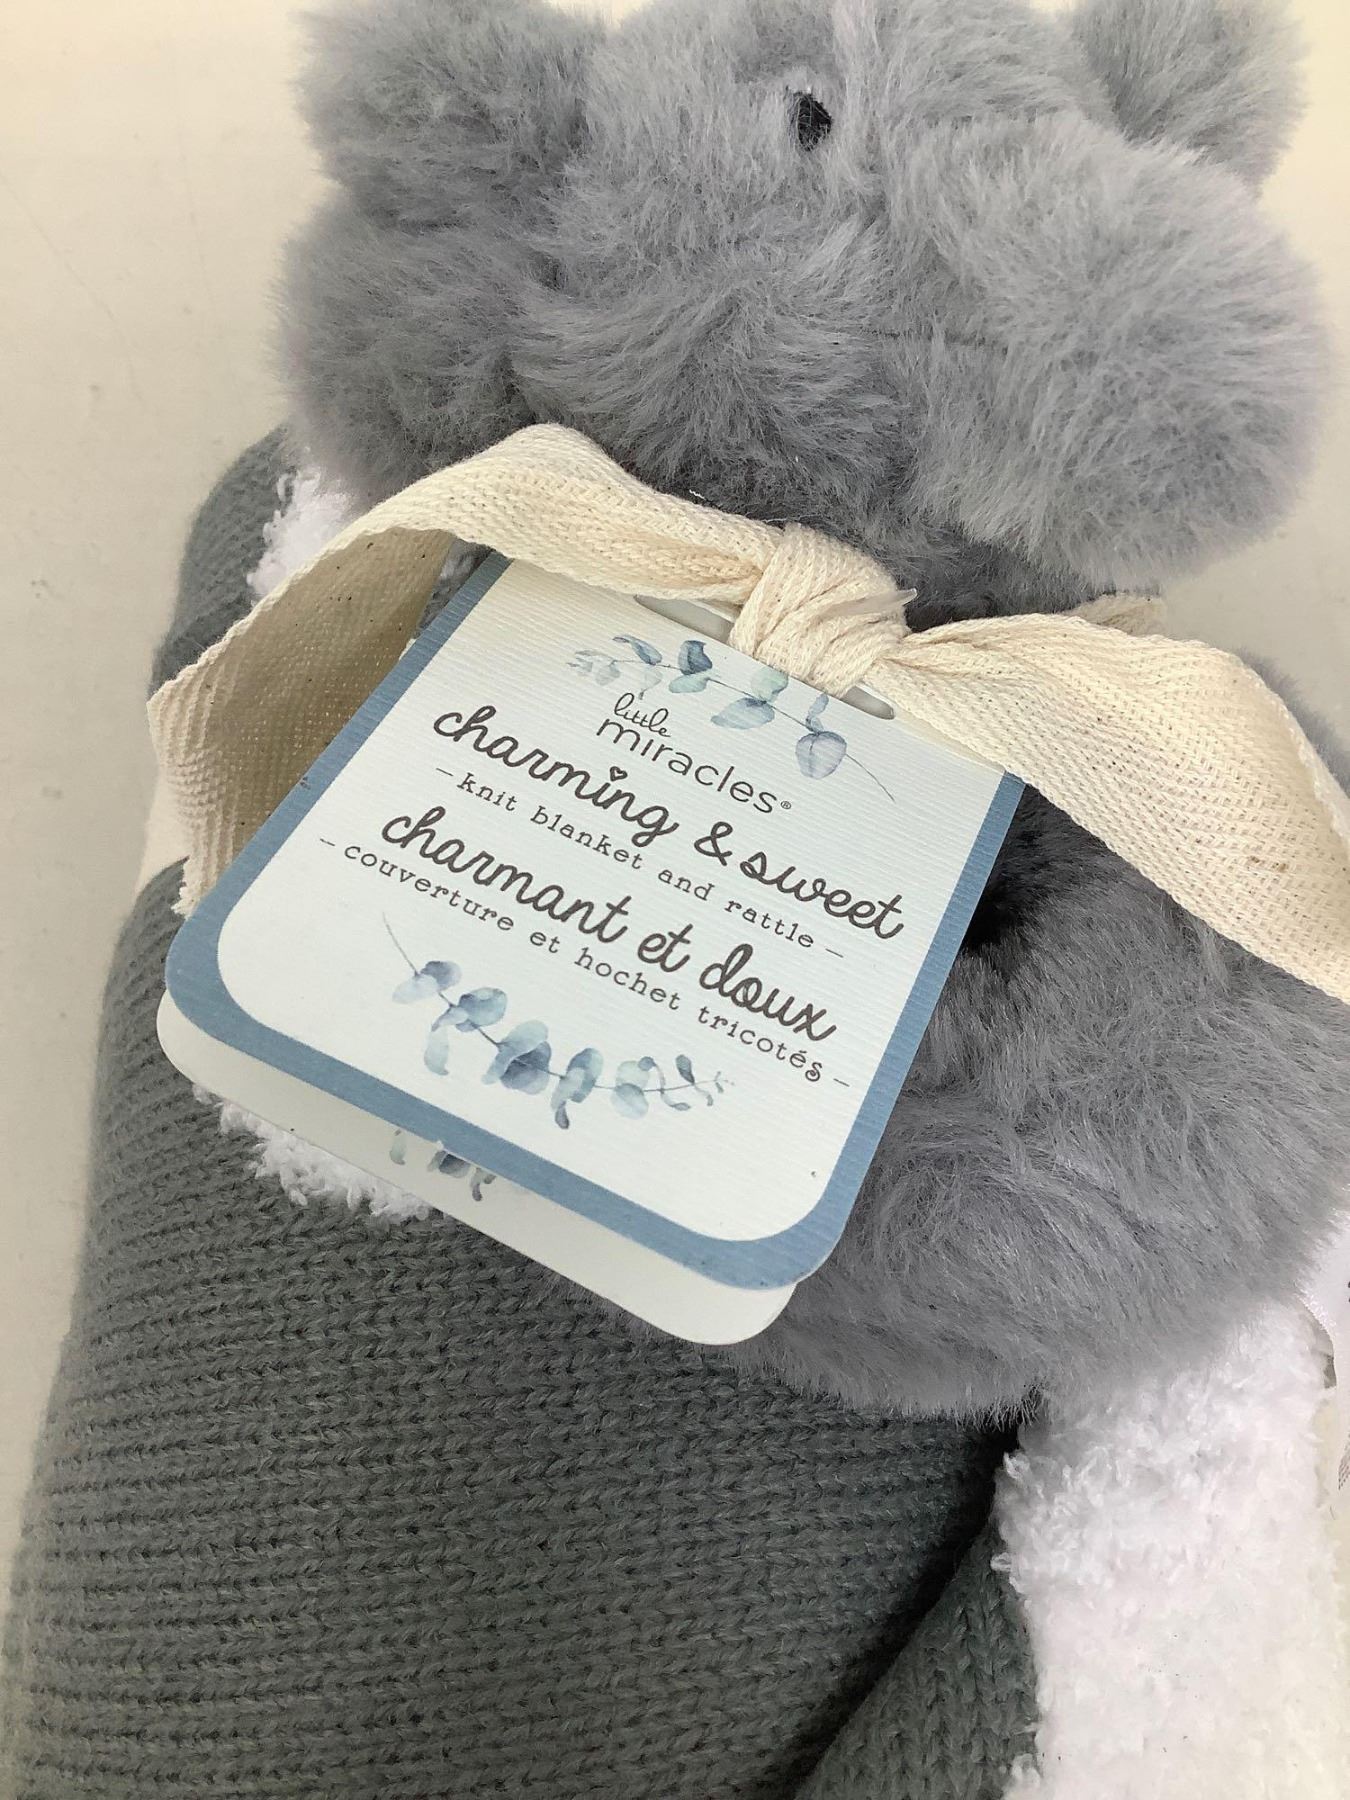 little
miracles®
charming & sweet
– knit blanket and rattle –
charmant et doux
– couverture et hochet tricotés –